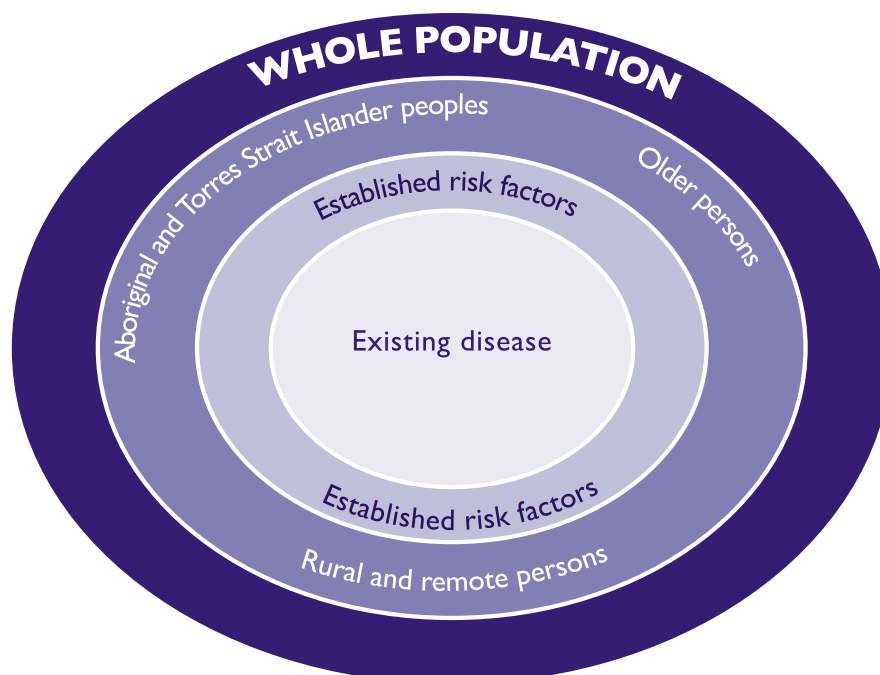 WHOLE POPULATION
Aboriginal and Torres Strait Islander peoples
Older persons
Established risk factors
Existing disease
Established risk factors
Rural and remote persons